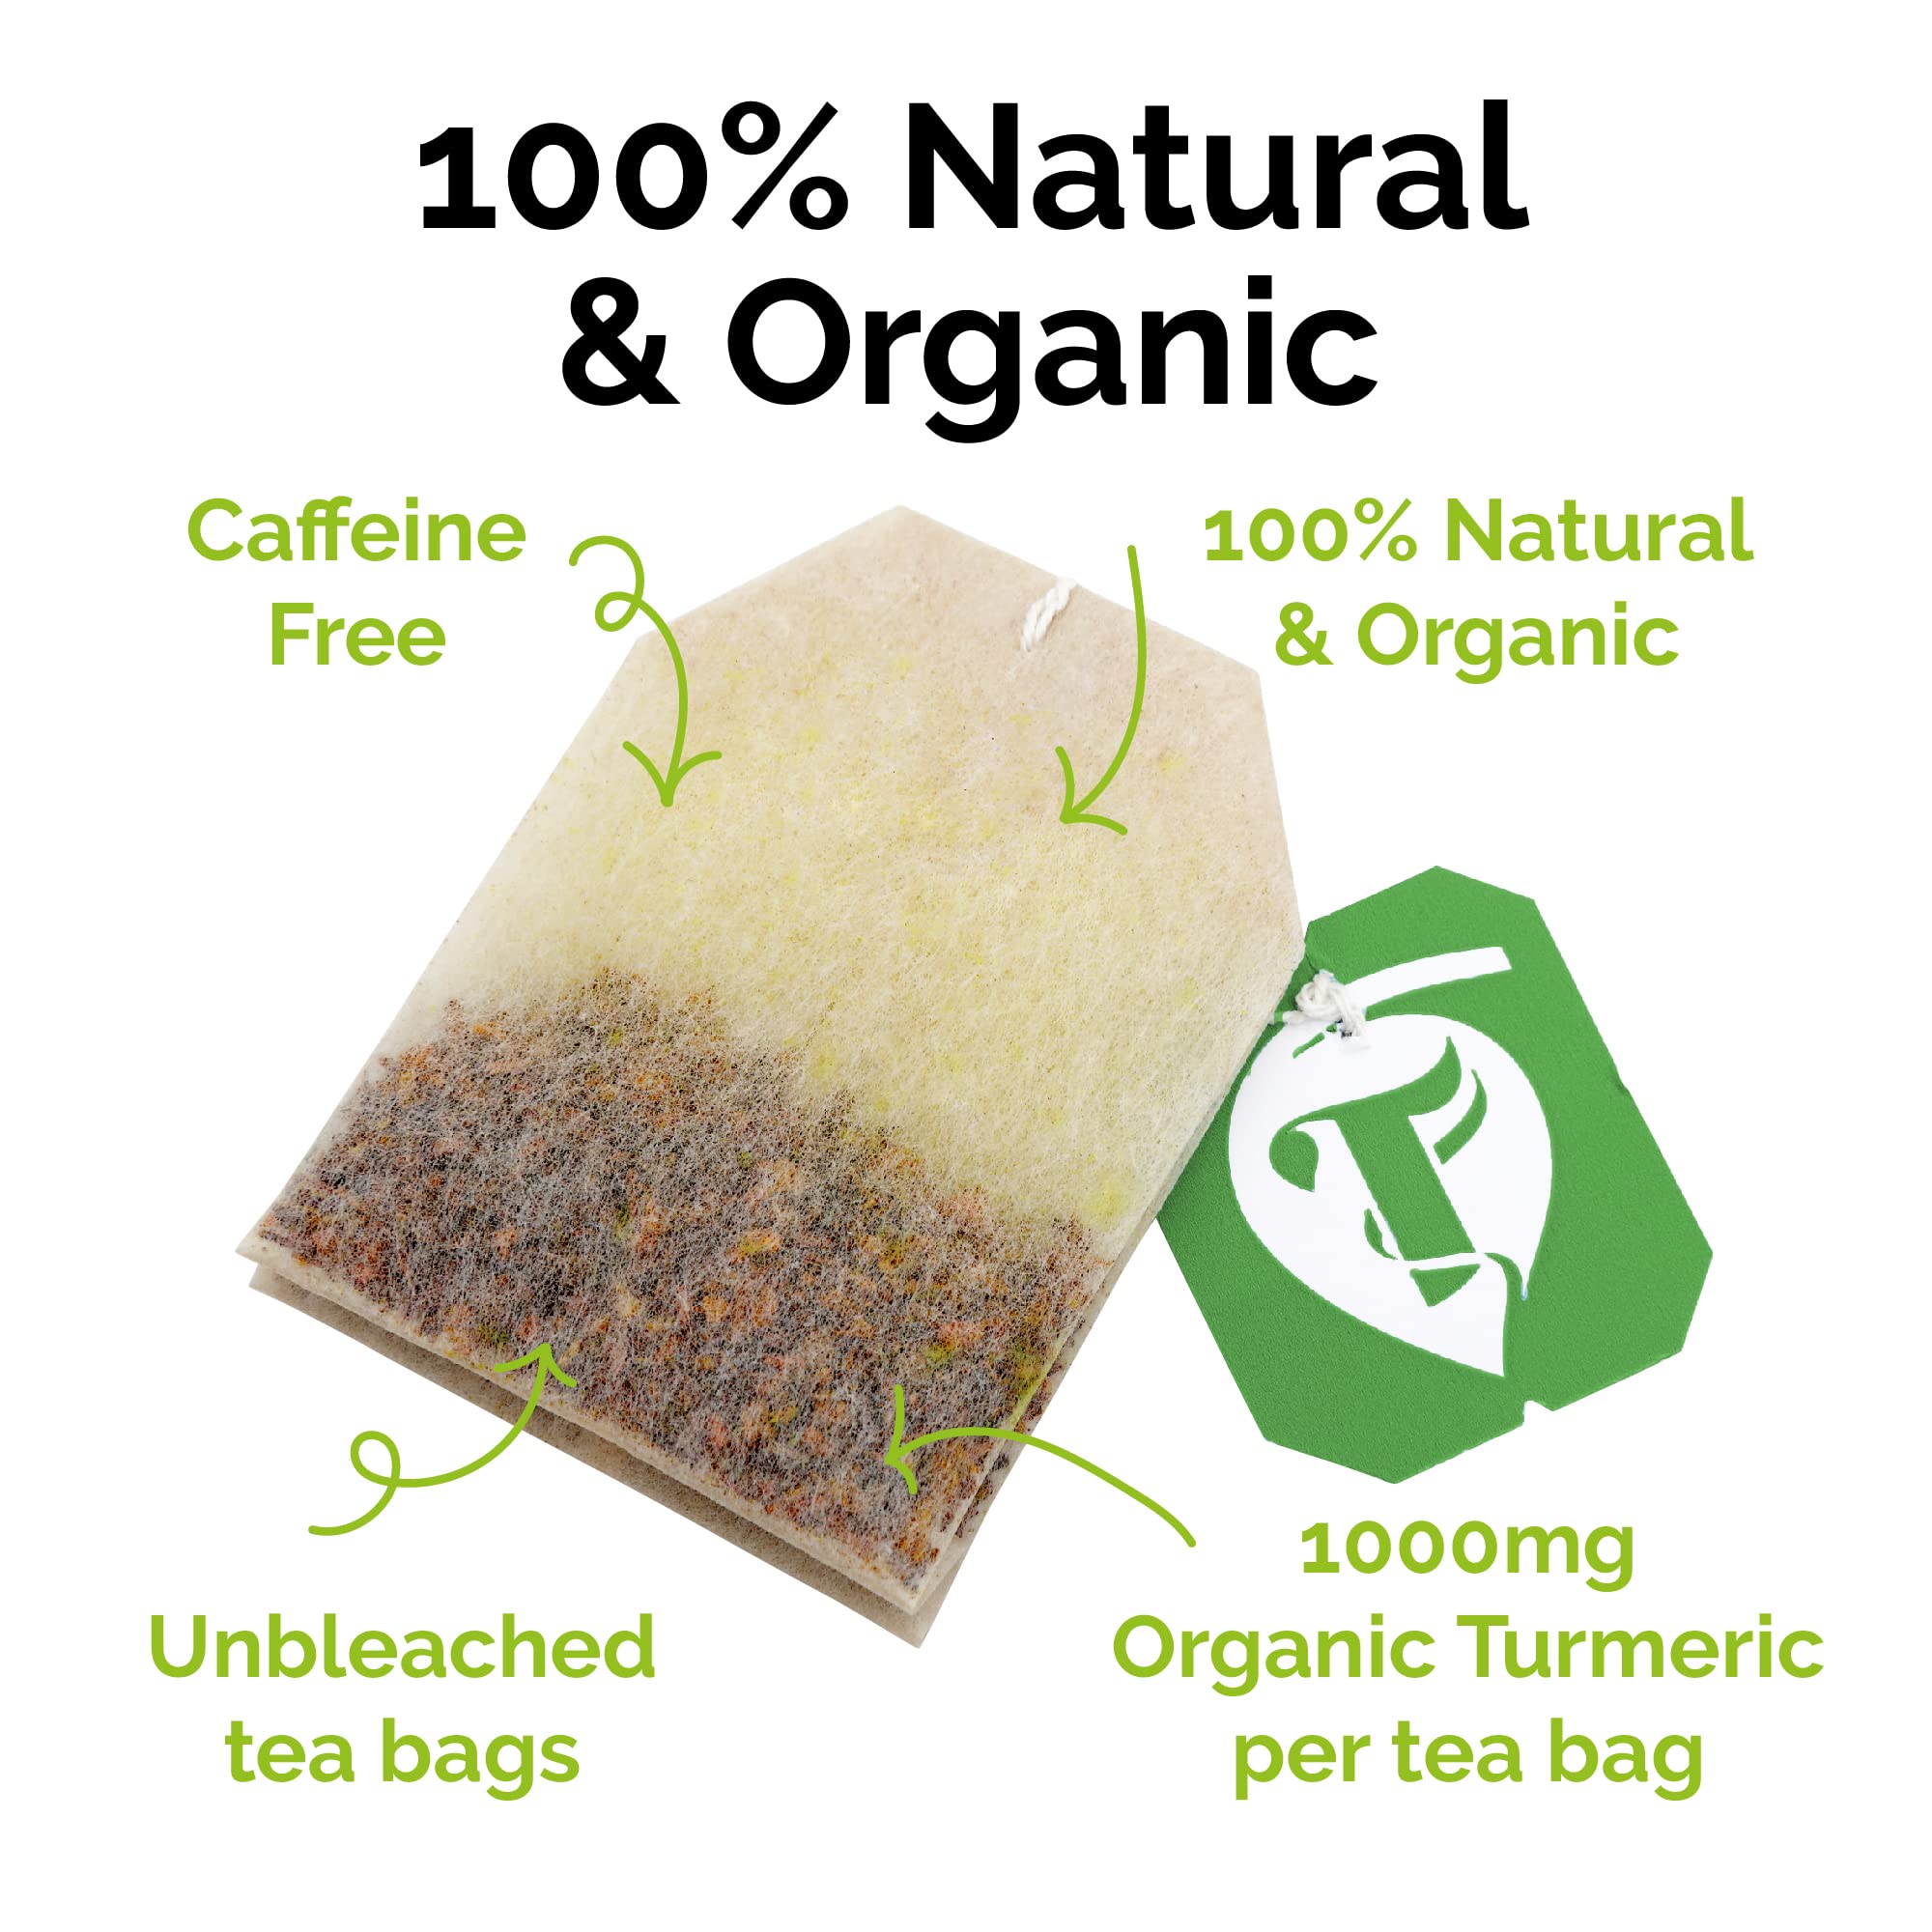 100% Natural
& Organic
Caffeine
Free
100% Natural
& Organic
T
Unbleached
tea bags
1000mg
Organic Turmeric
per tea bag